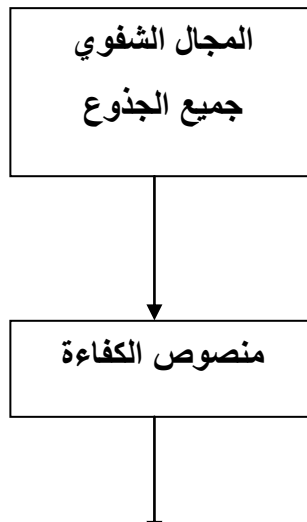 المجال الشفوي
جميع الجذوع
منصوص الكفاءة